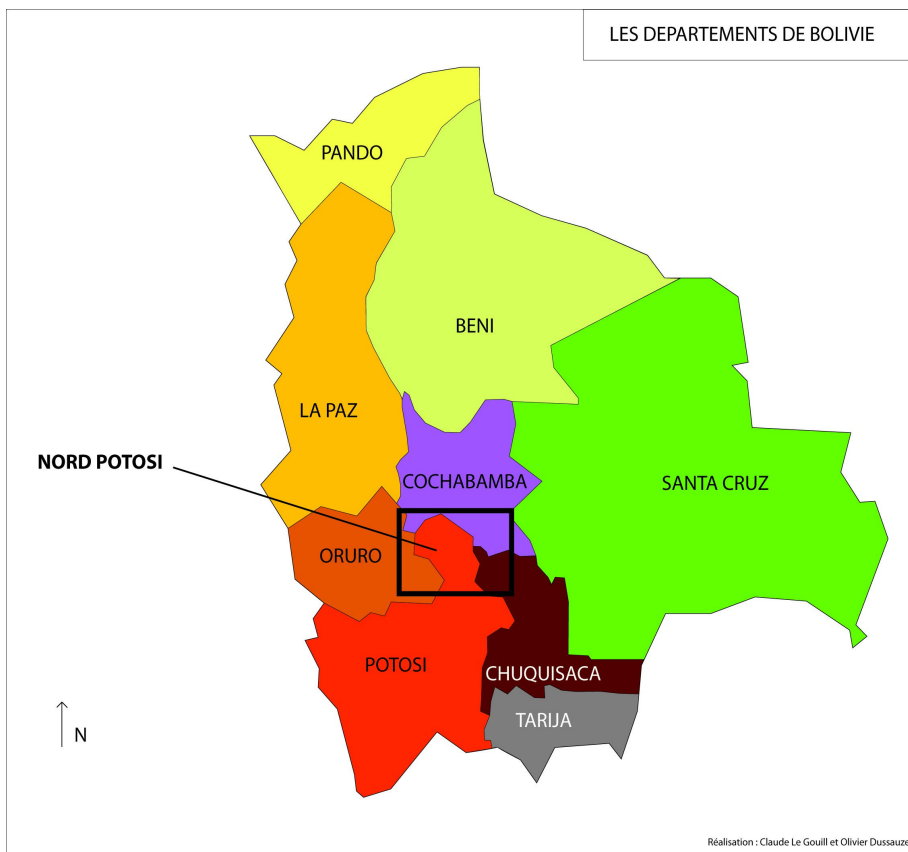 LES DEPARTEMENTS DE BOLIVIE
PANDO
BENI
LA PAZ
NORD POTOSI
COCHABAMBA
SANTA CRUZ
ORURO
POTOSI
CHUQUISACA
TARIJA
N
Réalisation : Claude Le Gouill et Olivier Dussauze